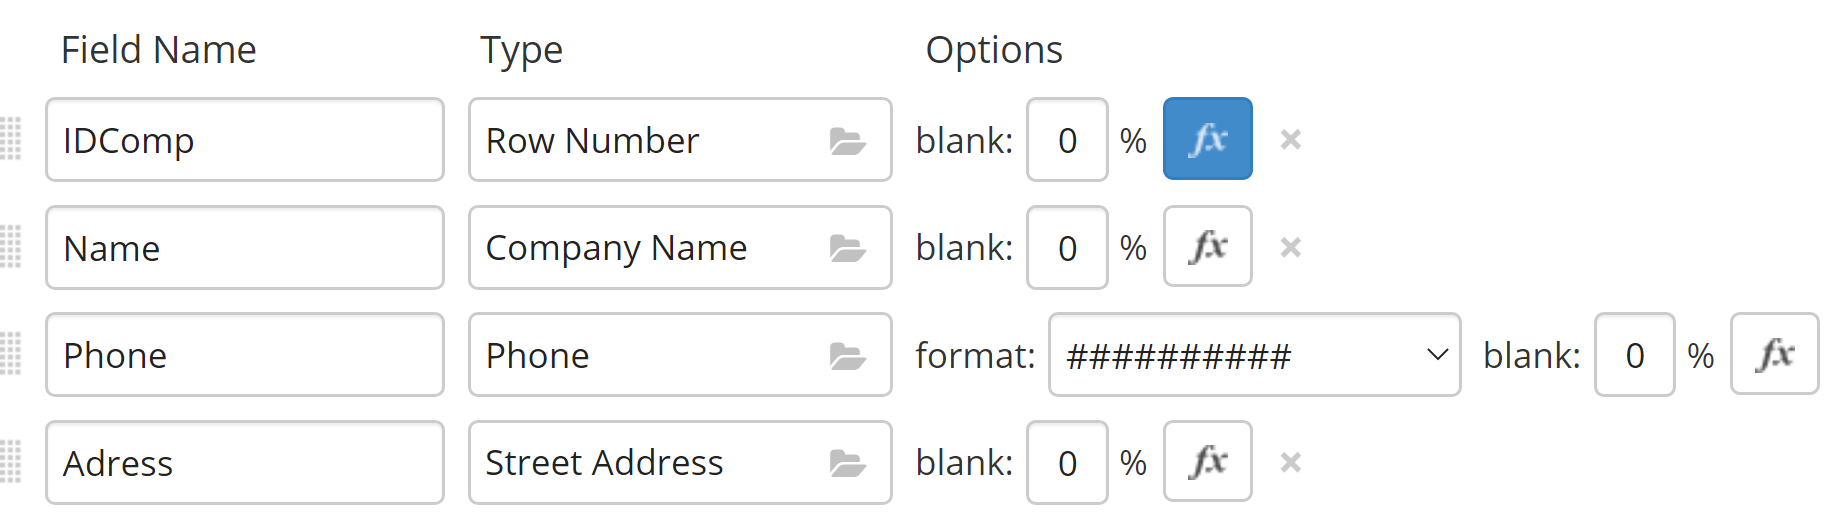 Field Name Type Options
IDComp Row Number blank: 0 % fx ×
Name Company Name blank: 0 % fx ×
Phone Phone format: ########## blank: 0 % fx
Adress Street Address blank: 0 % fx ×